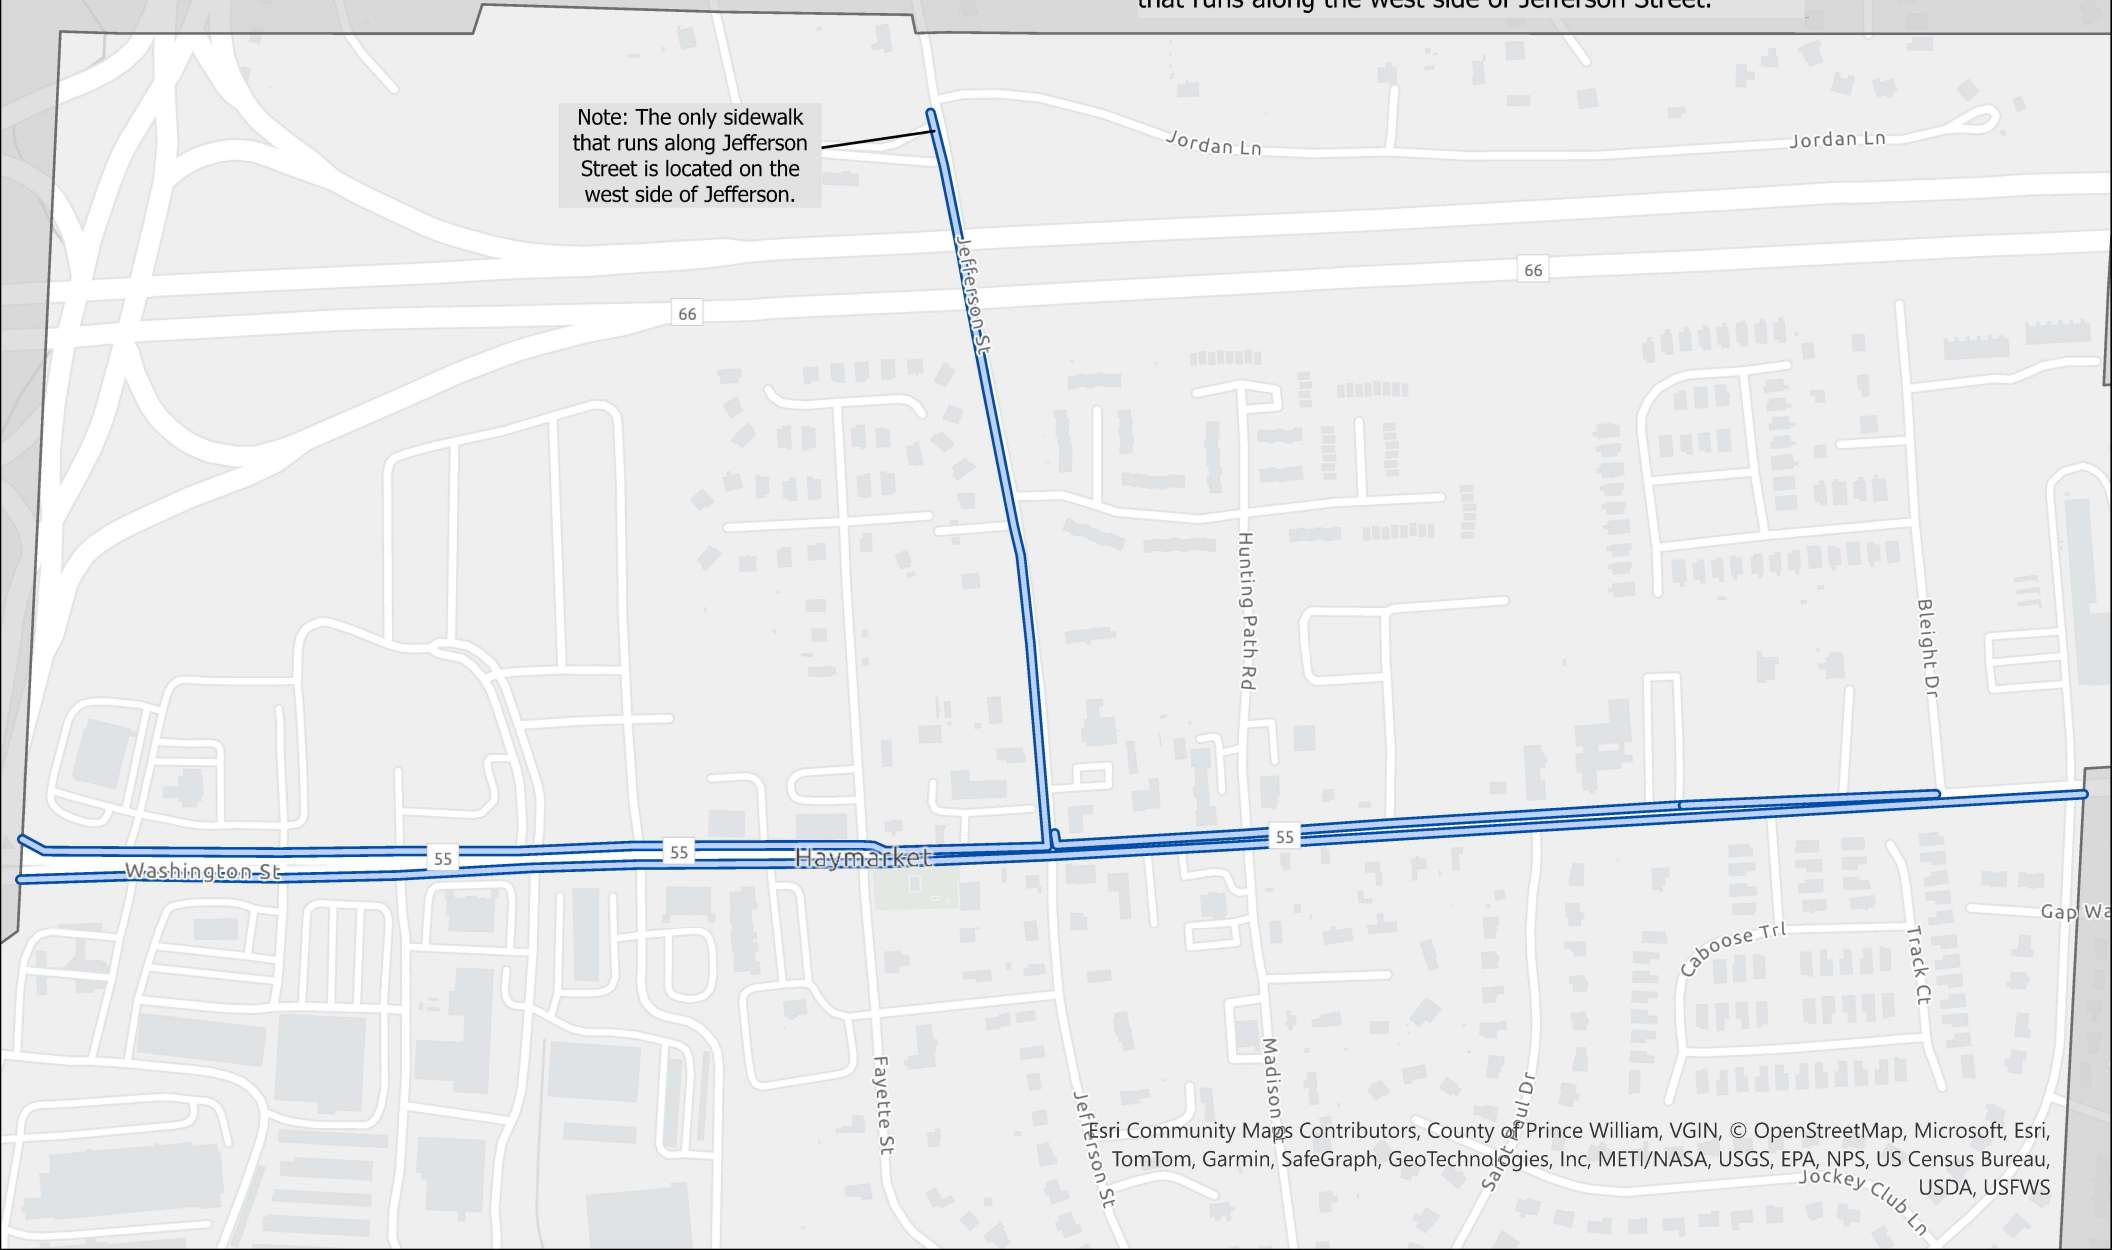 that runs along the west side of Jefferson Street.
Note: The only sidewalk
that runs along Jefferson
Street is located on the
west side of Jefferson.
Jordan Ln
Jordan Ln
Jefferson St
66
66
Hunting Path Rd
Bleight Dr
55
55
55
Washington St
Haymarket
Gap Wa
Caboose Trl
Track Ct
Fayette St
Jefferson St
Madison
Saint Paul Dr
Jockey Club Ln
Esri Community Maps Contributors, County of Prince William, VGIN, © OpenStreetMap, Microsoft, Esri,
TomTom, Garmin, SafeGraph, GeoTechnologies, Inc, METI/NASA, USGS, EPA, NPS, US Census Bureau,
USDA, USFWS